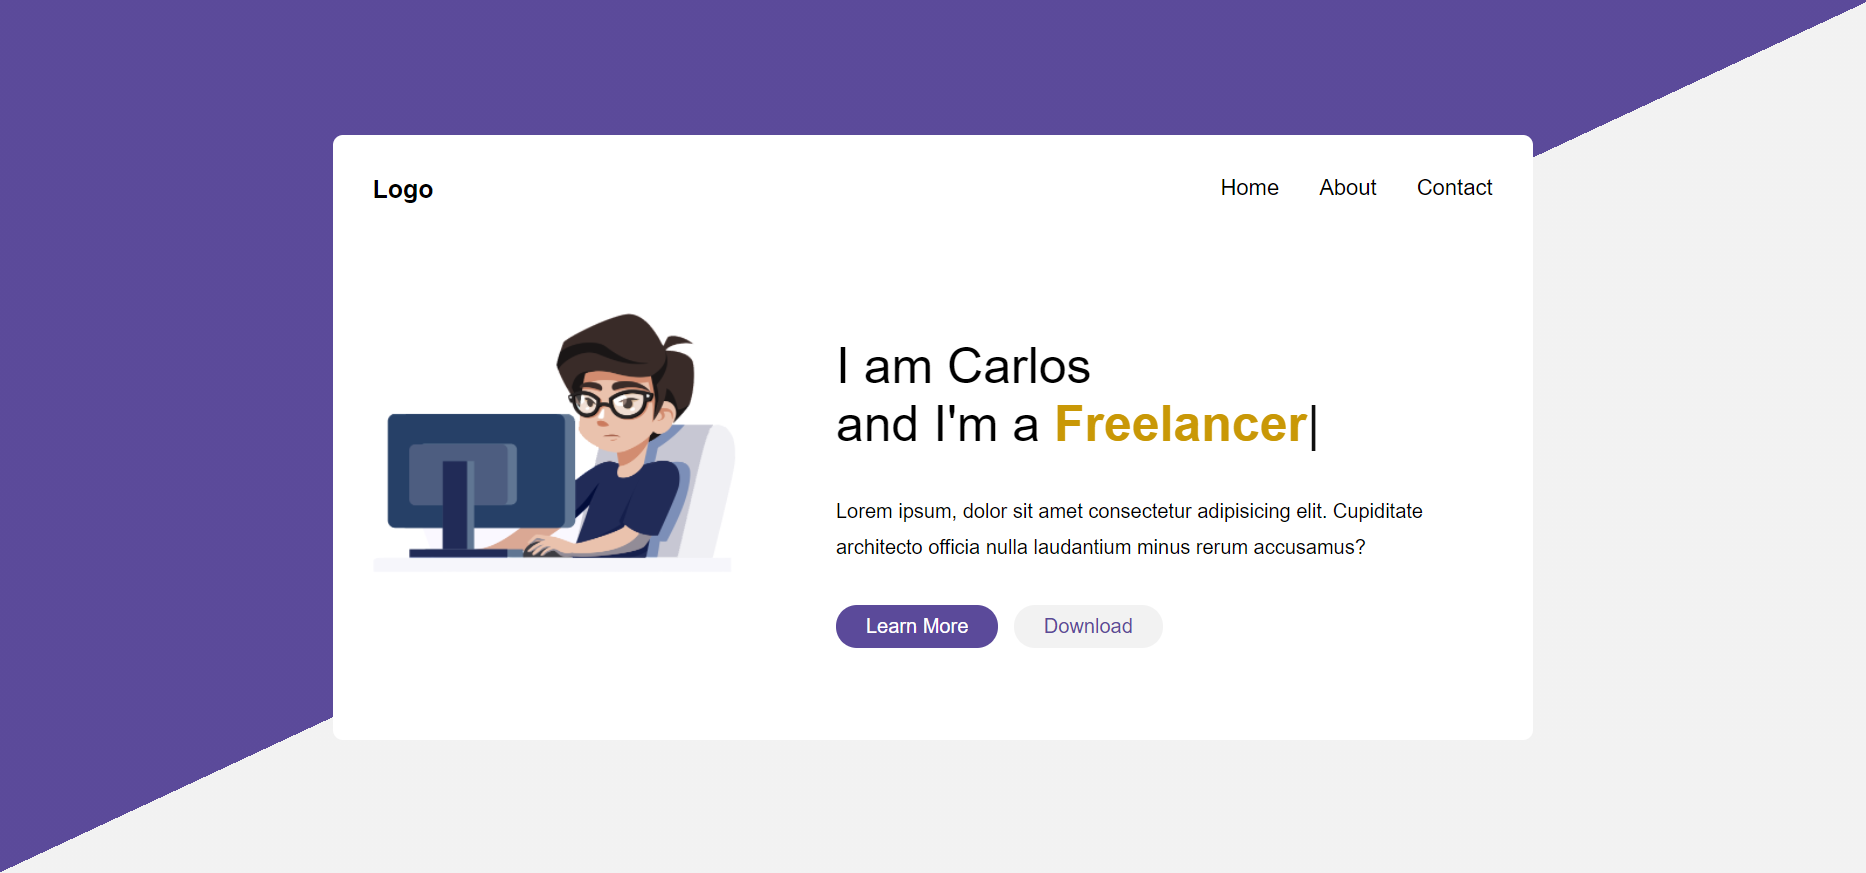 Logo
Home About Contact
I am Carlos
and I'm a Freelancer|
Lorem ipsum, dolor sit amet consectetur adipisicing elit. Cupiditate
architecto officia nulla laudantium minus rerum accusamus?
Learn More Download